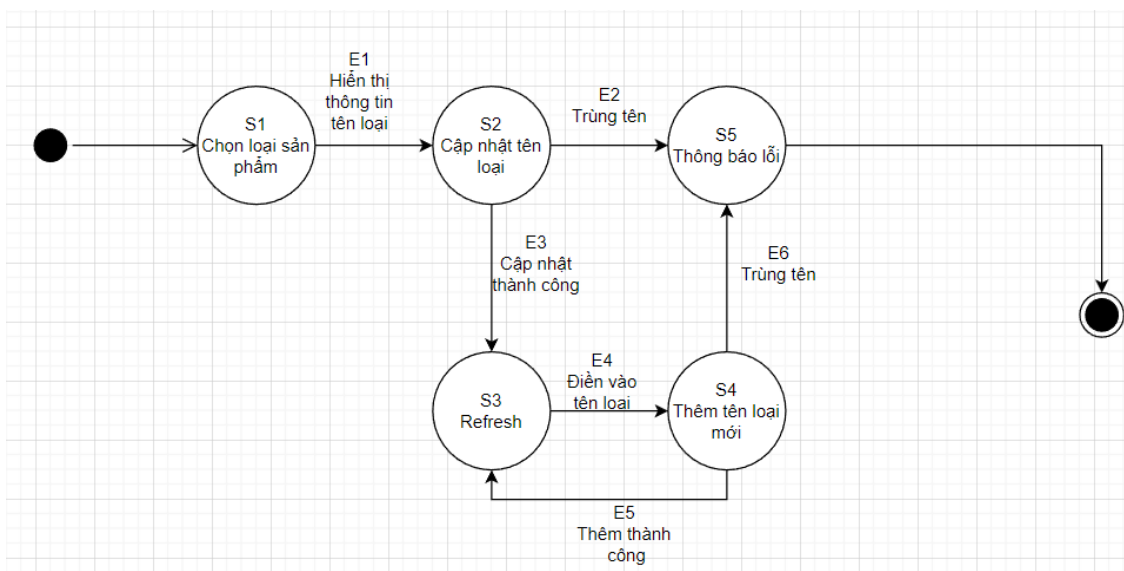 E1
Hiển thị
thông tin
tên loại
E2
Trùng tên
S1
Chọn loại sản
phẩm
S2
Cập nhật tên
loại
S5
Thông báo lỗi
E3
Cập nhật
thành công
E6
Trùng tên
E4
Điền vào
tên loại
S3
Refresh
S4
Thêm tên loại
mới
E5
Thêm thành
công